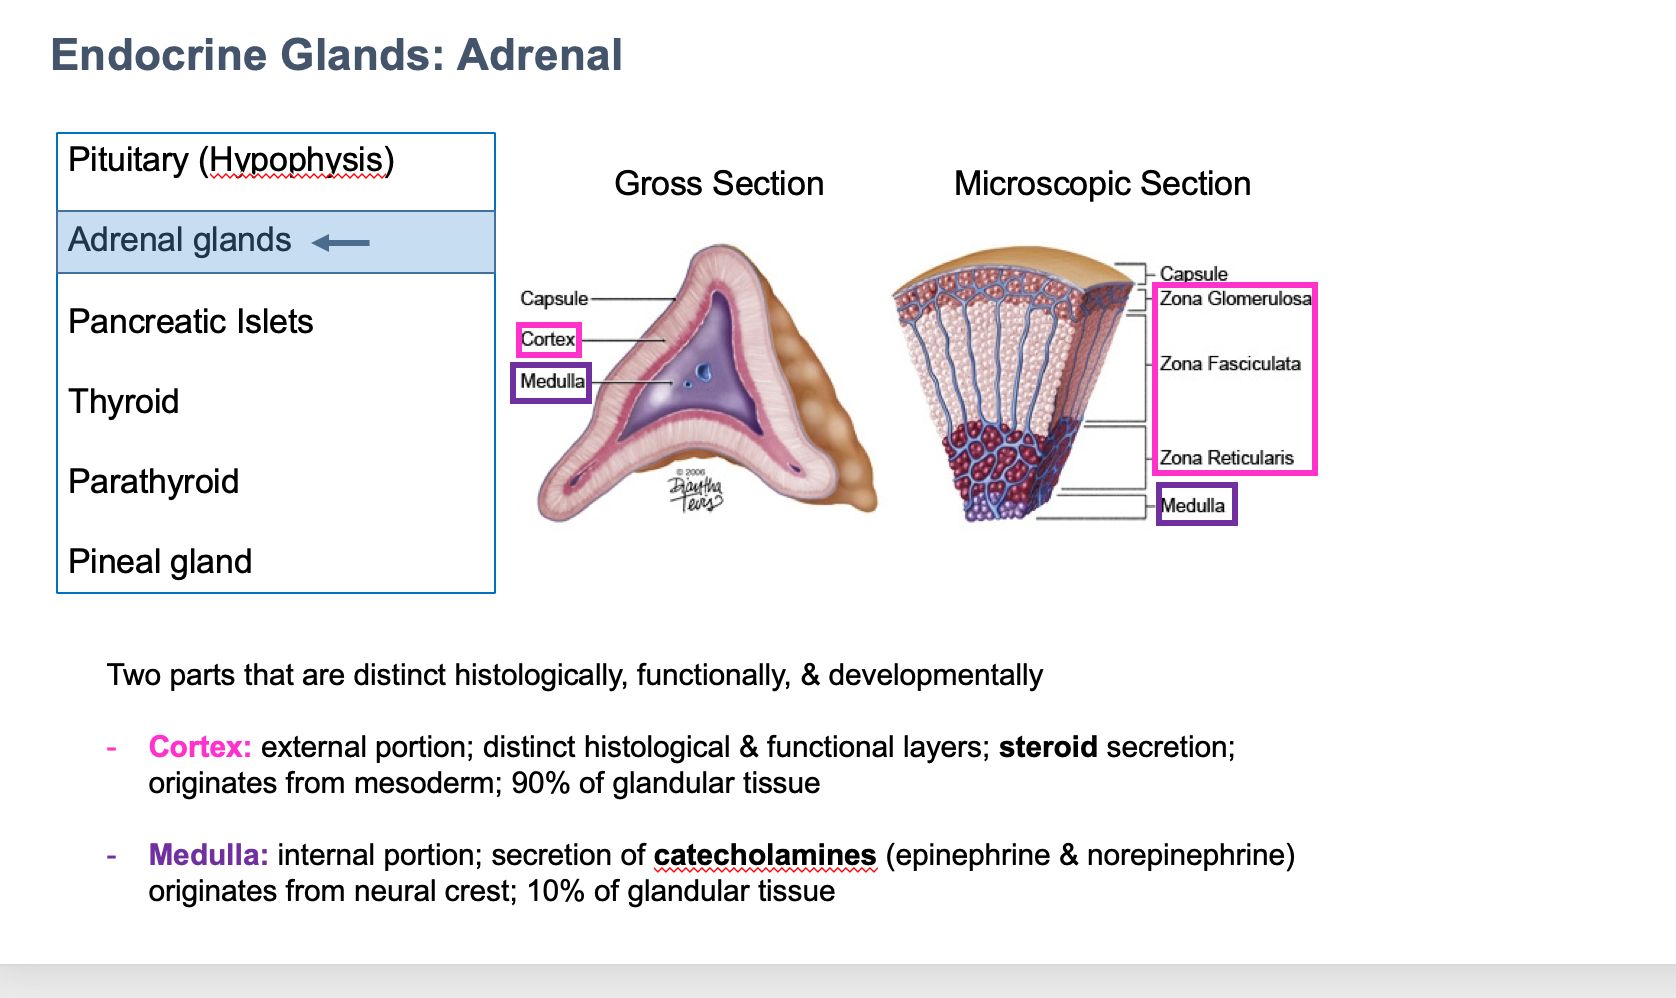 Endocrine Glands: Adrenal
Pituitary (Hypophysis)
Adrenal glands
Pancreatic Islets
Thyroid
Parathyroid
Pineal gland
Gross Section
Capsule
Cortex
Medulla
© 2006
Diantha
Tevis
Microscopic Section
Capsule
Zona Glomerulosa
Zona Fasciculata
Zona Reticularis
Medulla
Two parts that are distinct histologically, functionally, & developmentally
- Cortex: external portion; distinct histological & functional layers; steroid secretion;
originates from mesoderm; 90% of glandular tissue
- Medulla: internal portion; secretion of catecholamines (epinephrine & norepinephrine)
originates from neural crest; 10% of glandular tissue